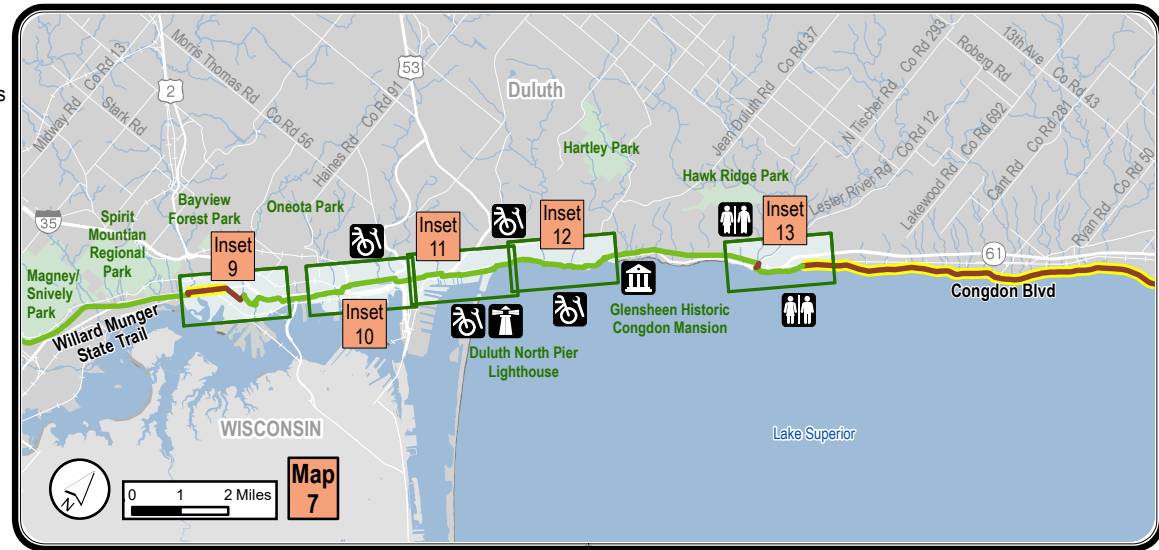 s
Midway Rd
Co Rd 13
Stark Rd
Morris Thomas Rd
Co Rd 56
2
Haines Rd
Co Rd 91
53
Duluth
Hartley Park
Jean Duluth Rd
Co Rd 37
N Tischer Rd
Co Rd 293
Roberg Rd
13th Ave
Co Rd 43
Co Rd 12
Co Rd 692
Co Rd 281
Lester River Rd
Lakewood Rd
Cant Rd
Ryan Rd
Co Rd 50
Hawk Ridge Park
35
Spirit
Mountian
Regional
Park
Bayview
Forest Park
Oneota Park
Magney/
Snively
Park
Inset
9
Inset
10
Inset
11
Inset
12
Inset
13
61
Congdon Blvd
Willard Munger
State Trail
Glensheen Historic
Congdon Mansion
Duluth North Pier
Lighthouse
WISCONSIN
Lake Superior
N
0 1 2 Miles
Map
7